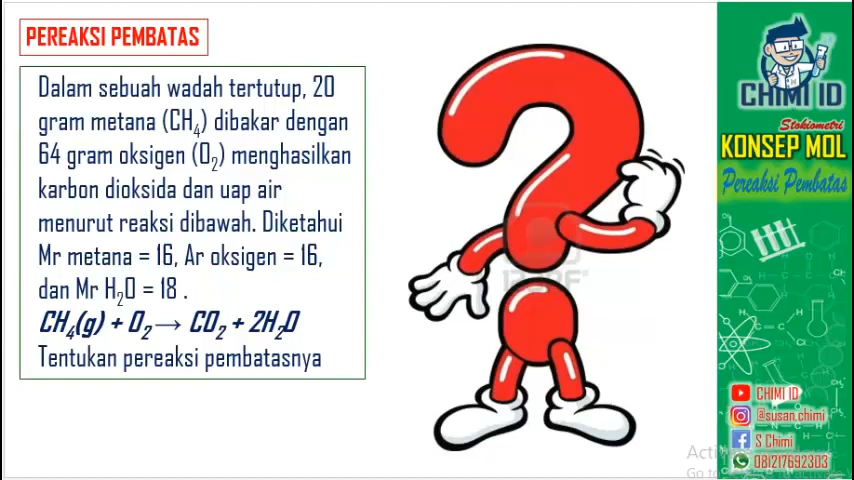 PEREAKSI PEMBATAS
Dalam sebuah wadah tertutup, 20
gram metana (CH₄) dibakar dengan
64 gram oksigen (O₂) menghasilkan
karbon dioksida dan uap air
menurut reaksi dibawah. Diketahui
Mr metana = 16, Ar oksigen = 16,
dan Mr H₂O = 18 .
CH₄(g) + O₂ → CO₂ + 2H₂O
Tentukan pereaksi pembatasnya
CHIMI ID
Stokiometri
KONSEP MOL
Pereaksi Pembatas
CHIMI ID
@susan.chimi
S Chimi
081217692303